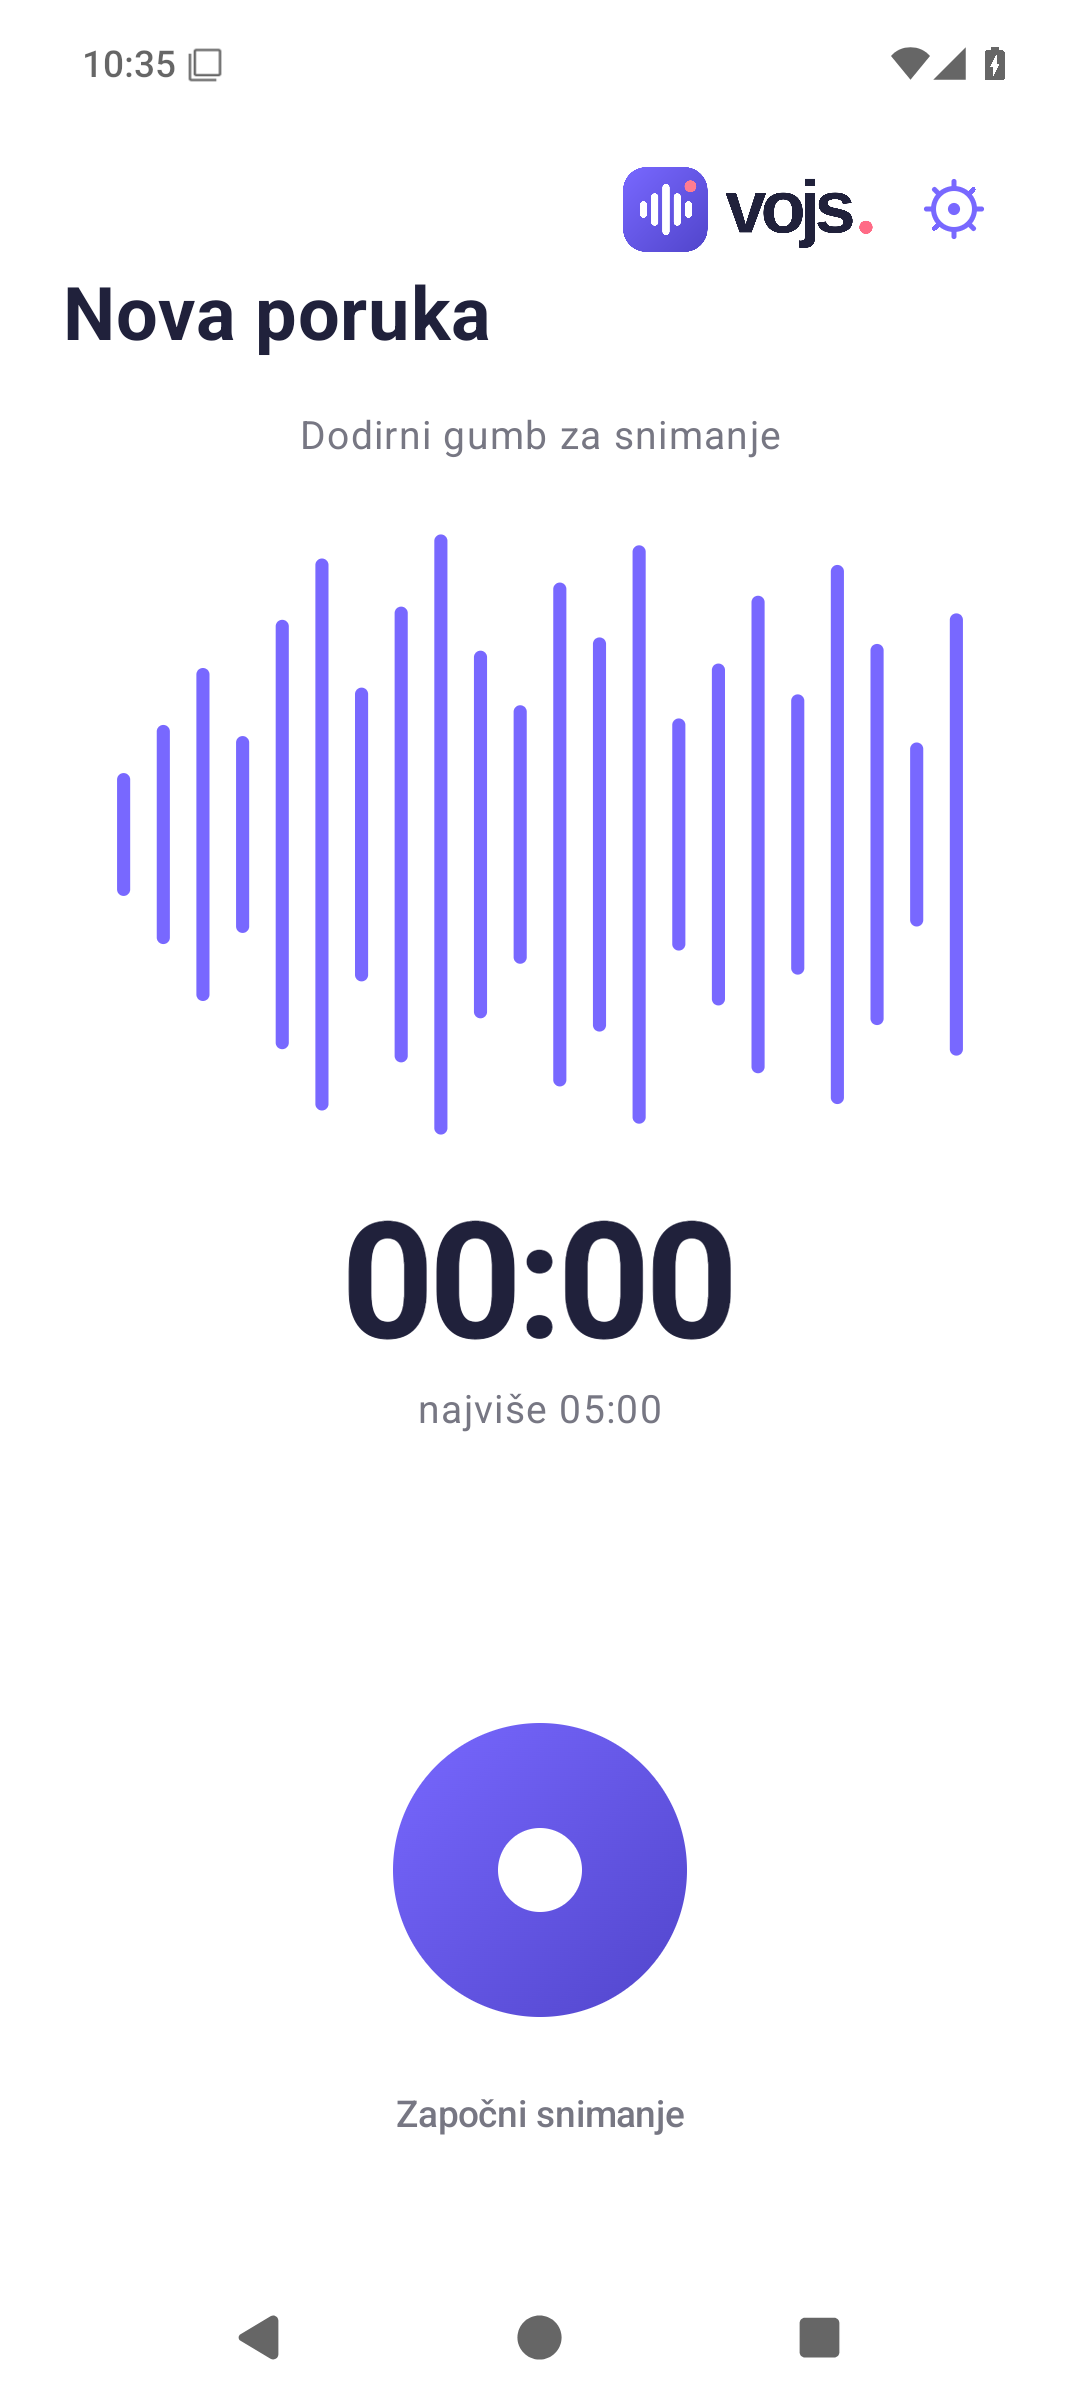 10:35
vojs.
Nova poruka
Dodirni gumb za snimanje
00:00
najviše 05:00
Započni snimanje